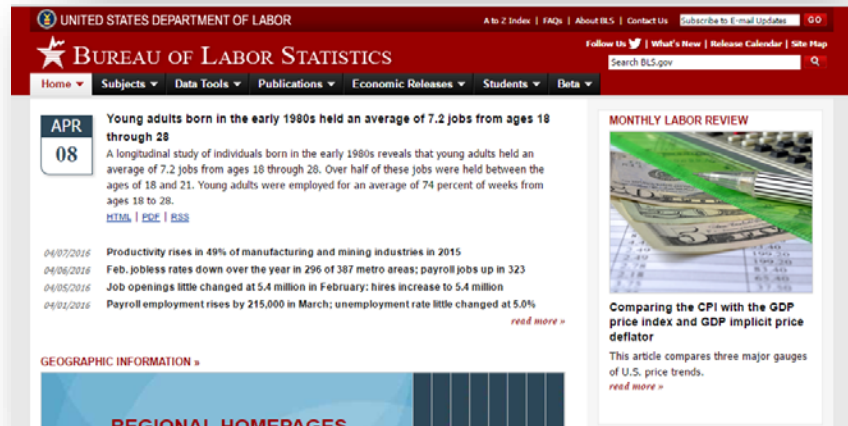 UNITED STATES DEPARTMENT OF LABOR
A to Z Index | FAQs | About BLS | Contact Us Subscribe to E-mail Updates GO
BUREAU OF LABOR STATISTICS
Follow Us | What's New | Release Calendar | Site Map
Search BLS.gov
Home Subjects Data Tools Publications Economic Releases Students Beta
APR
08
Young adults born in the early 1980s held an average of 7.2 jobs from ages 18
through 28
A longitudinal study of individuals born in the early 1980s reveals that young adults held an
average of 7.2 jobs from ages 18 through 28. Over half of these jobs were held between the
ages of 18 and 21. Young adults were employed for an average of 74 percent of weeks from
ages 18 to 28.
HTML | PDF | RSS
04/07/2016 Productivity rises in 49% of manufacturing and mining industries in 2015
04/06/2016 Feb. jobless rates down over the year in 296 of 387 metro areas; payroll jobs up in 323
04/05/2016 Job openings little changed at 5.4 million in February; hires increase to 5.4 million
04/01/2016 Payroll employment rises by 215,000 in March; unemployment rate little changed at 5.0%
read more »
GEOGRAPHIC INFORMATION »
REGIONAL HOMEPAGES
MONTHLY LABOR REVIEW
Comparing the CPI with the GDP
price index and GDP implicit price
deflator
This article compares three major gauges
of U.S. price trends.
read more »